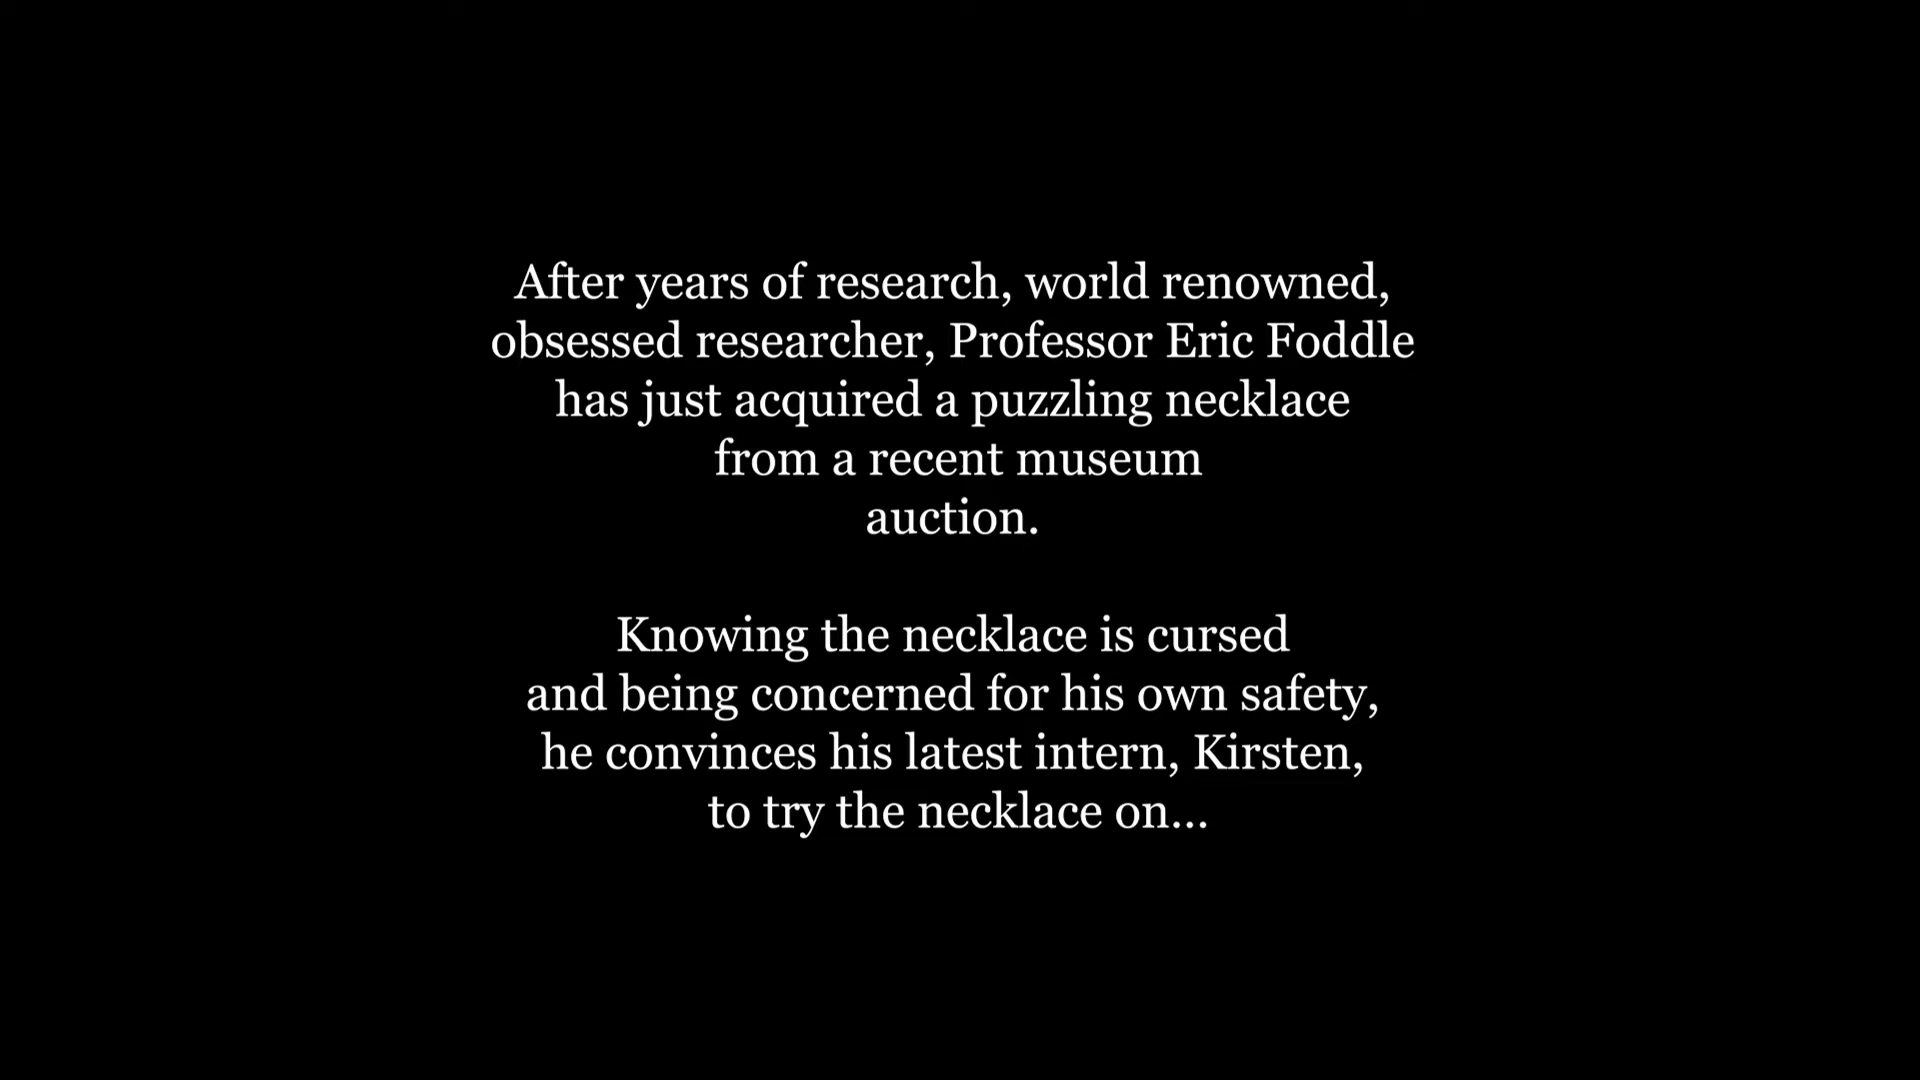 After years of research, world renowned,
obsessed researcher, Professor Eric Foddle
has just acquired a puzzling necklace
from a recent museum
auction.
Knowing the necklace is cursed
and being concerned for his own safety,
he convinces his latest intern, Kirsten,
to try the necklace on...